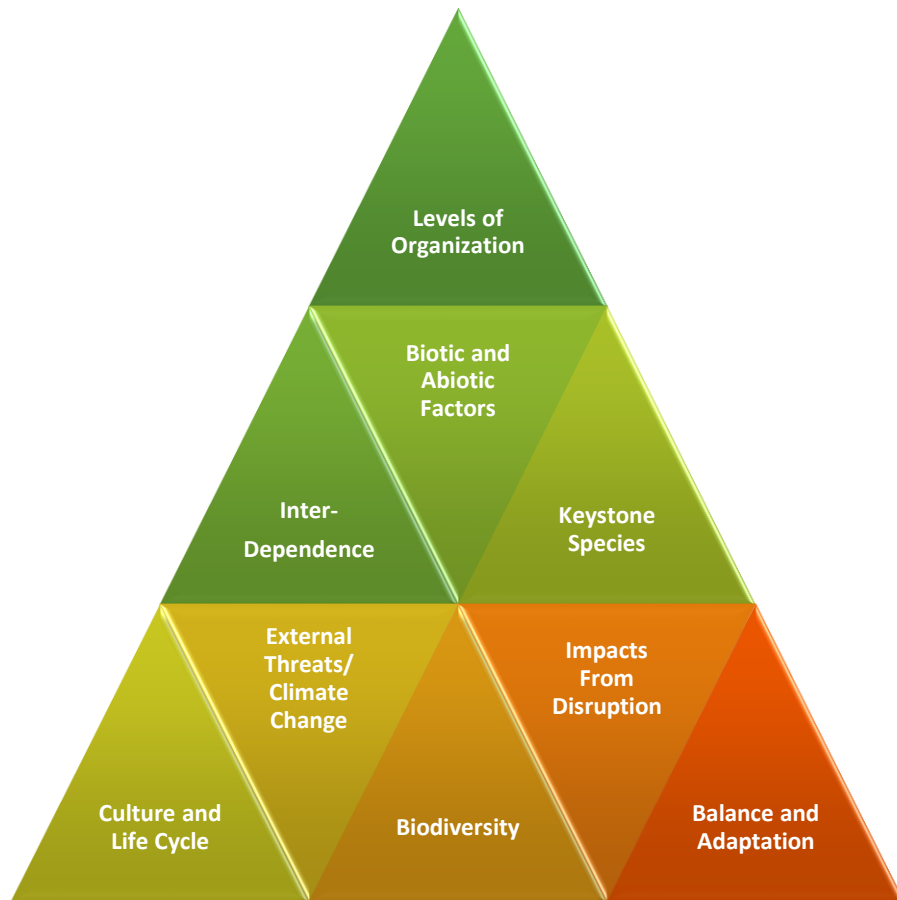 Levels of
Organization
Biotic and
Abiotic
Factors
Inter-
Dependence
Keystone
Species
External
Threats/
Climate
Change
Impacts
From
Disruption
Culture and
Life Cycle
Biodiversity
Balance and
Adaptation